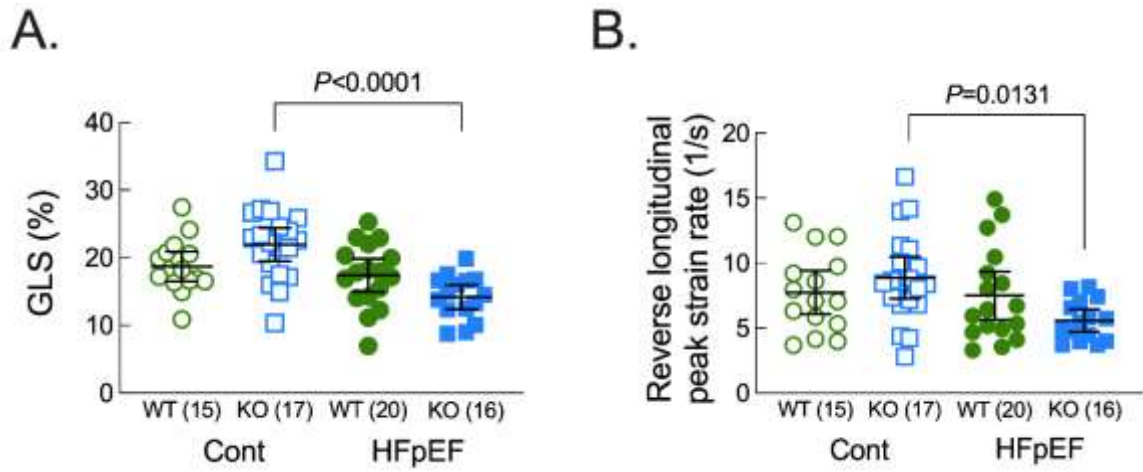 A.
P<0.0001
GLS (%)
40
30
20
10
0
WT (15) KO (17) WT (20) KO (16)
Cont HFpEF
B.
P=0.0131
Reverse longitudinal
peak strain rate (1/s)
20
15
10
5
0
WT (15) KO (17) WT (20) KO (16)
Cont HFpEF